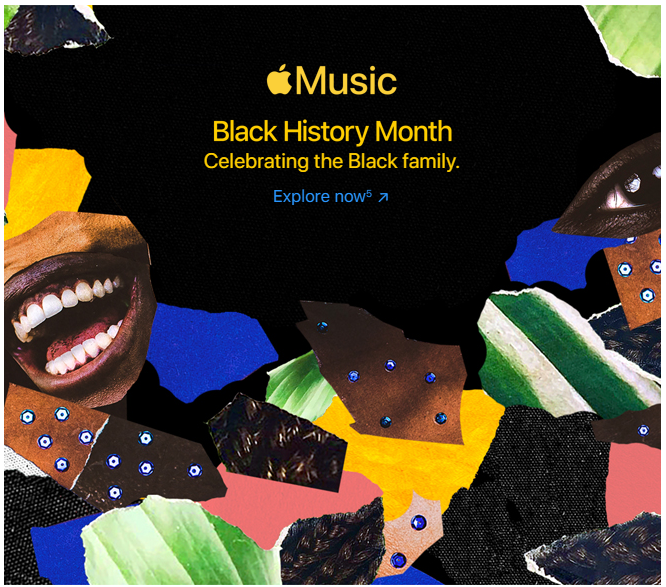 Music
Black History Month
Celebrating the Black family.
Explore now5 ↗